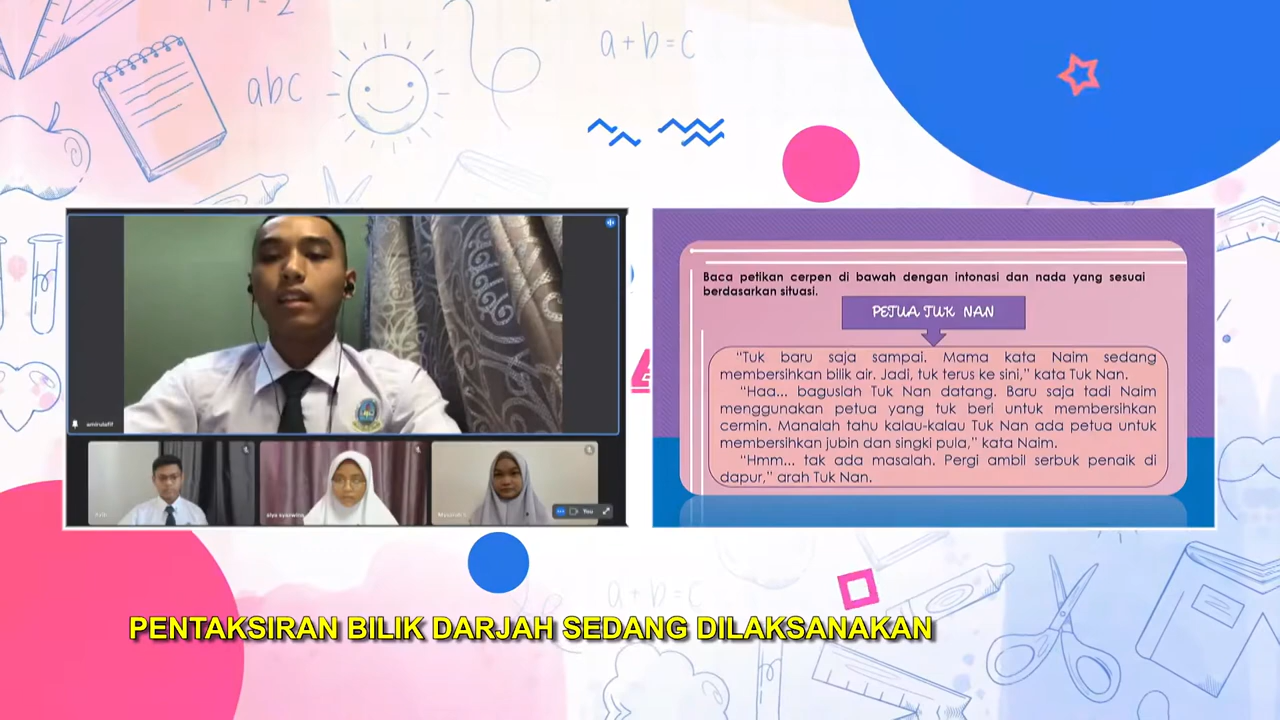 1+1=2
abc
a+b=c
amirulafif
Baca petikan cerpen di bawah dengan intonasi dan nada yang sesuai
berdasarkan situasi.
PETUA TUK NAN
"Tuk baru saja sampai. Mama kata Naim sedang
membersihkan bilik air. Jadi, tuk terus ke sini," kata Tuk Nan.
"Haa... baguslah Tuk Nan datang. Baru saja tadi Naim
menggunakan petua yang tuk beri untuk membersihkan
cermin. Manalah tahu kalau-kalau Tuk Nan ada petua untuk
membersihkan jubin dan singki pula," kata Naim.
"Hmm... tak ada masalah. Pergi ambil serbuk penaik di
dapur," arah Tuk Nan.
You
a+b=c
PENTAKSIRAN BILIK DARJAH SEDANG DILAKSANAKAN